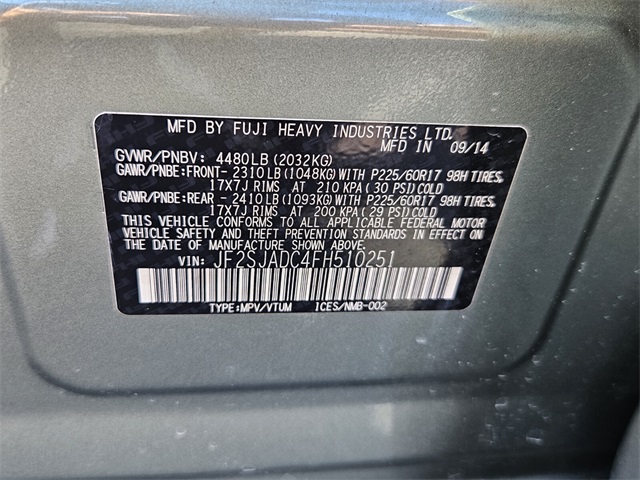 MFD BY FUJI HEAVY INDUSTRIES LTD.
MFD IN 09/14
GVWR/PNBV: 4480LB(2032KG)
GAWR/PNBE:FRONT- 2310LB(1048KG)WITH P225/60R17 98H TIRES,
17X7J RIMS AT 210 KPA(30 PSI)COLD
GAWR/PNBE:REAR - 2410LB(1093KG)WITH P225/60R17 98H TIRES,
17X7J RIMS AT 200 KPA(29 PSI)COLD
THIS VEHICLE CONFORMS TO ALL APPLICABLE FEDERAL MOTOR
VEHICLE SAFETY AND THEFT PREVENTION STANDARDS IN EFFECT ON
THE DATE OF MANUFACTURE SHOWN ABOVE.
VIN: JF2SJADC4FH510251
TYPE:MPV/VTUM ICES/NMB-002